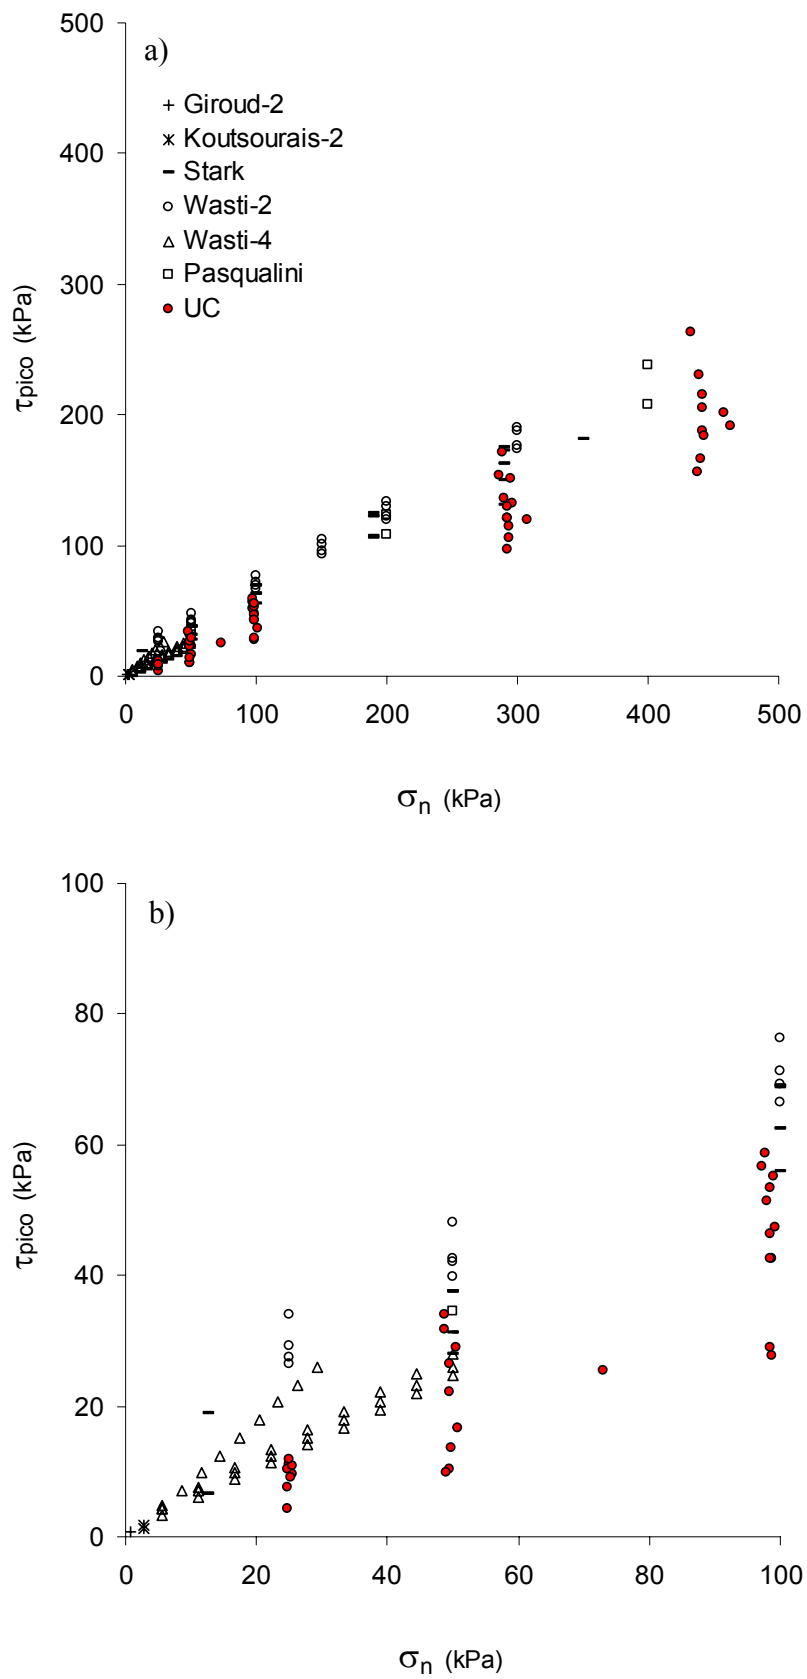 500
a)
Giroud-2
Koutsourais-2
400
Stark
Wasti-2
Wasti-4
Pasqualini
300
UC
τpico (kPa)
200
100
0
0 100 200 300 400 500
σn (kPa)
100
b)
80
60
τpico (kPa)
40
20
0
0 20 40 60 80 100
σn (kPa)